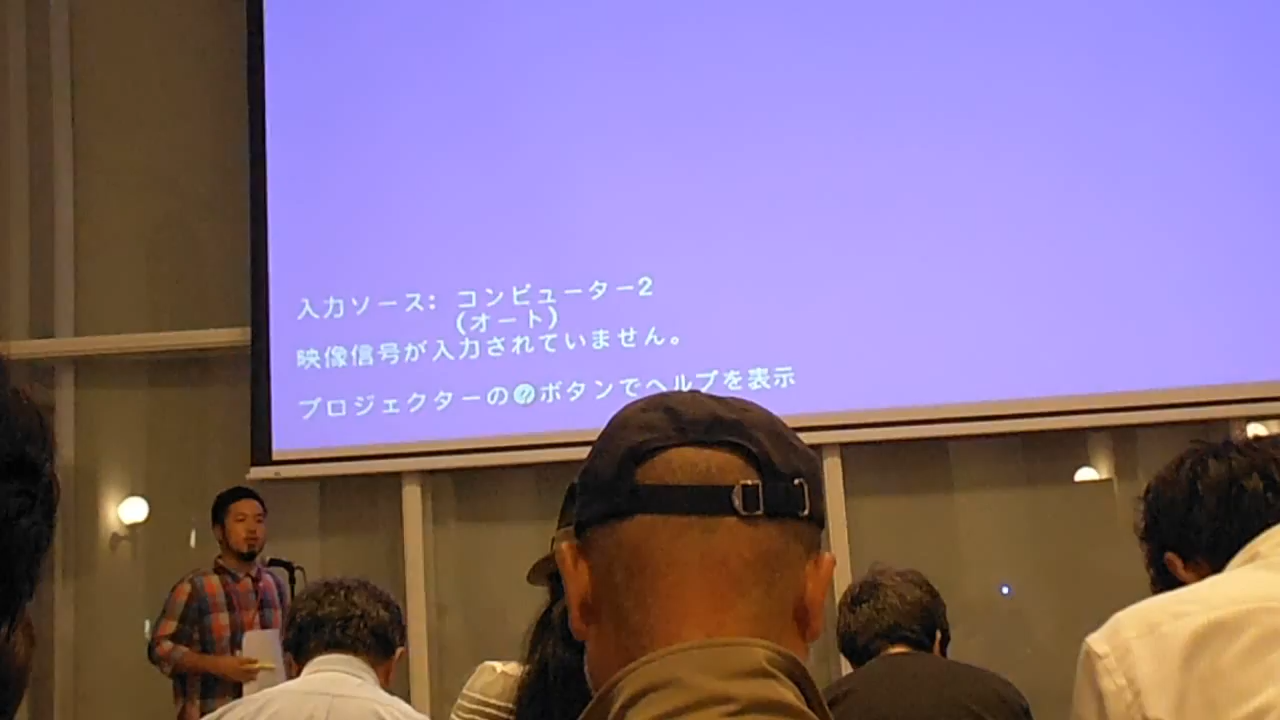 入力ソース: コンピューター2
(オート)
映像信号が入力されていません。
プロジェクターの?ボタンでヘルプを表示